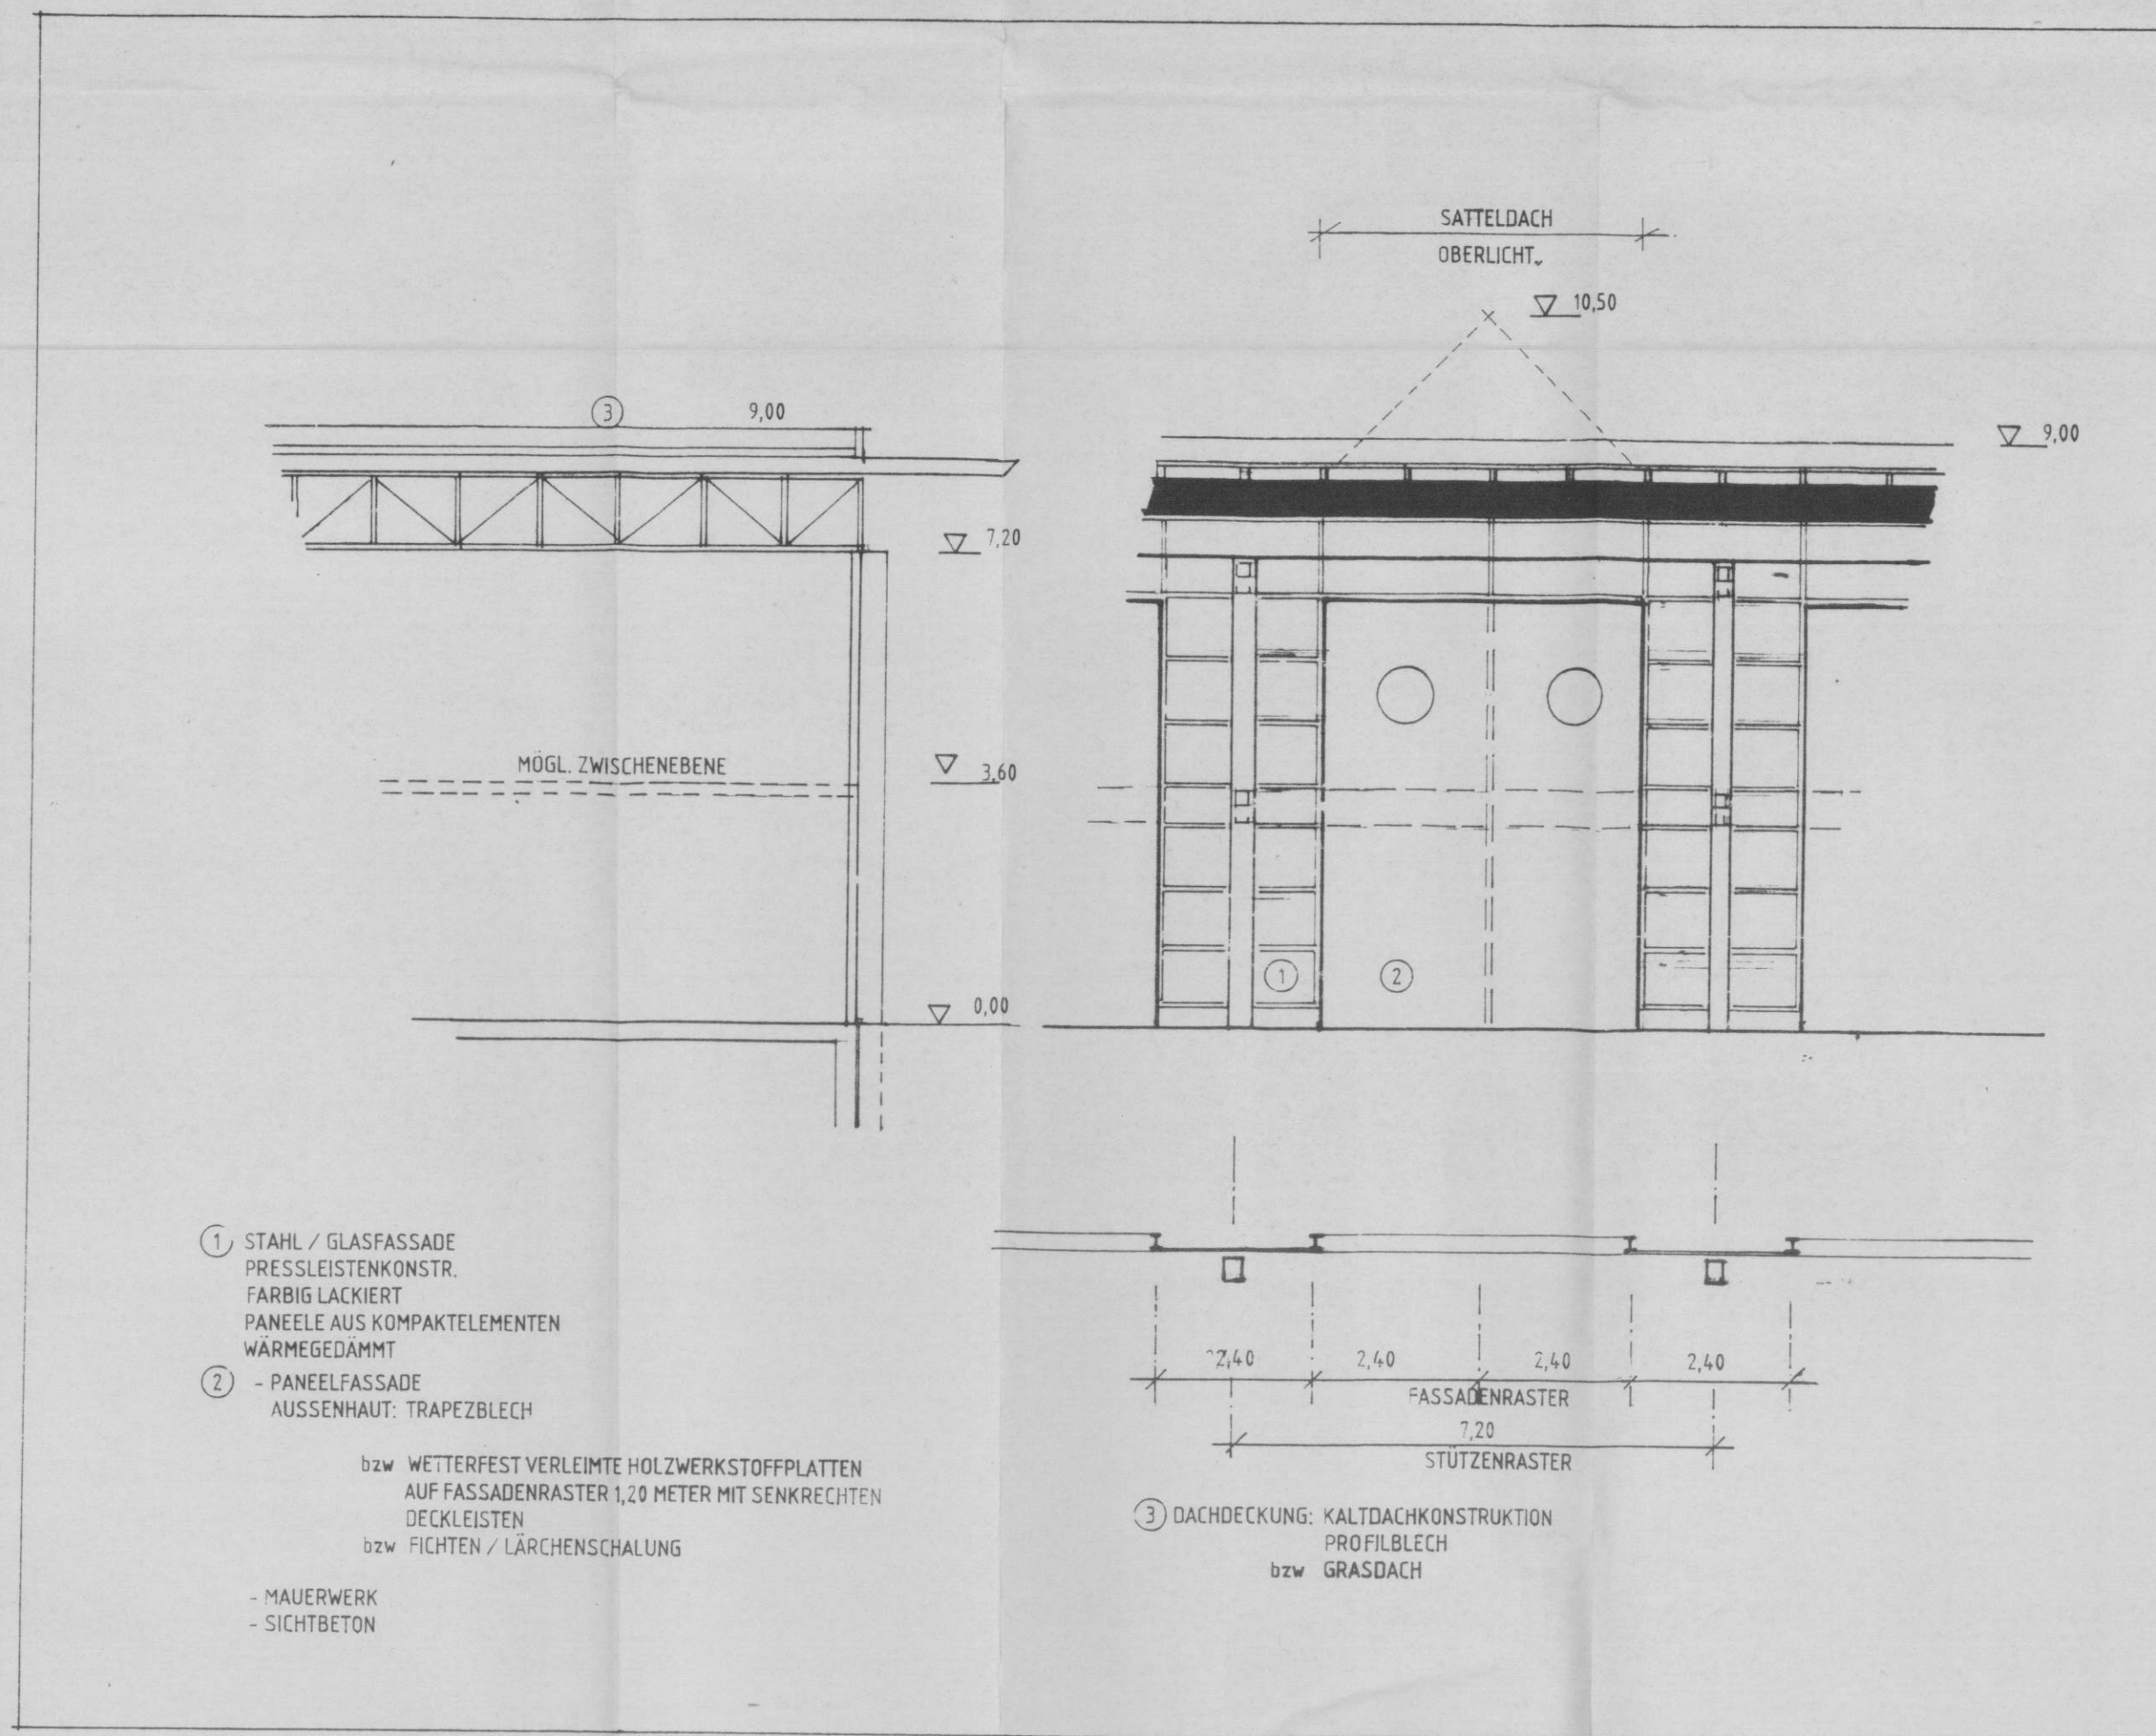 SATTELDACH
OBERLICHT
10,50
3
9,00
9,00
7,20
MÖGL. ZWISCHENEBENE
3,60
1
2
0,00
1 STAHL / GLASFASSADE
PRESSLEISTENKONSTR.
FARBIG LACKIERT
PANEELE AUS KOMPAKTELEMENTEN
WÄRMEGEDÄMMT
2 - PANEELFASSADE
AUSSENHAUT: TRAPEZBLECH
bzw WETTERFEST VERLEIMTE HOLZWERKSTOFFPLATTEN
AUF FASSADENRASTER 1,20 METER MIT SENKRECHTEN
DECKLEISTEN
bzw FICHTEN / LÄRCHENSCHALUNG
- MAUERWERK
- SICHTBETON
2,40 2,40 2,40 2,40
FASSADENRASTER
7,20
STÜTZENRASTER
3 DACHDECKUNG: KALTDACHKONSTRUKTION
PROFILBLECH
bzw GRASDACH